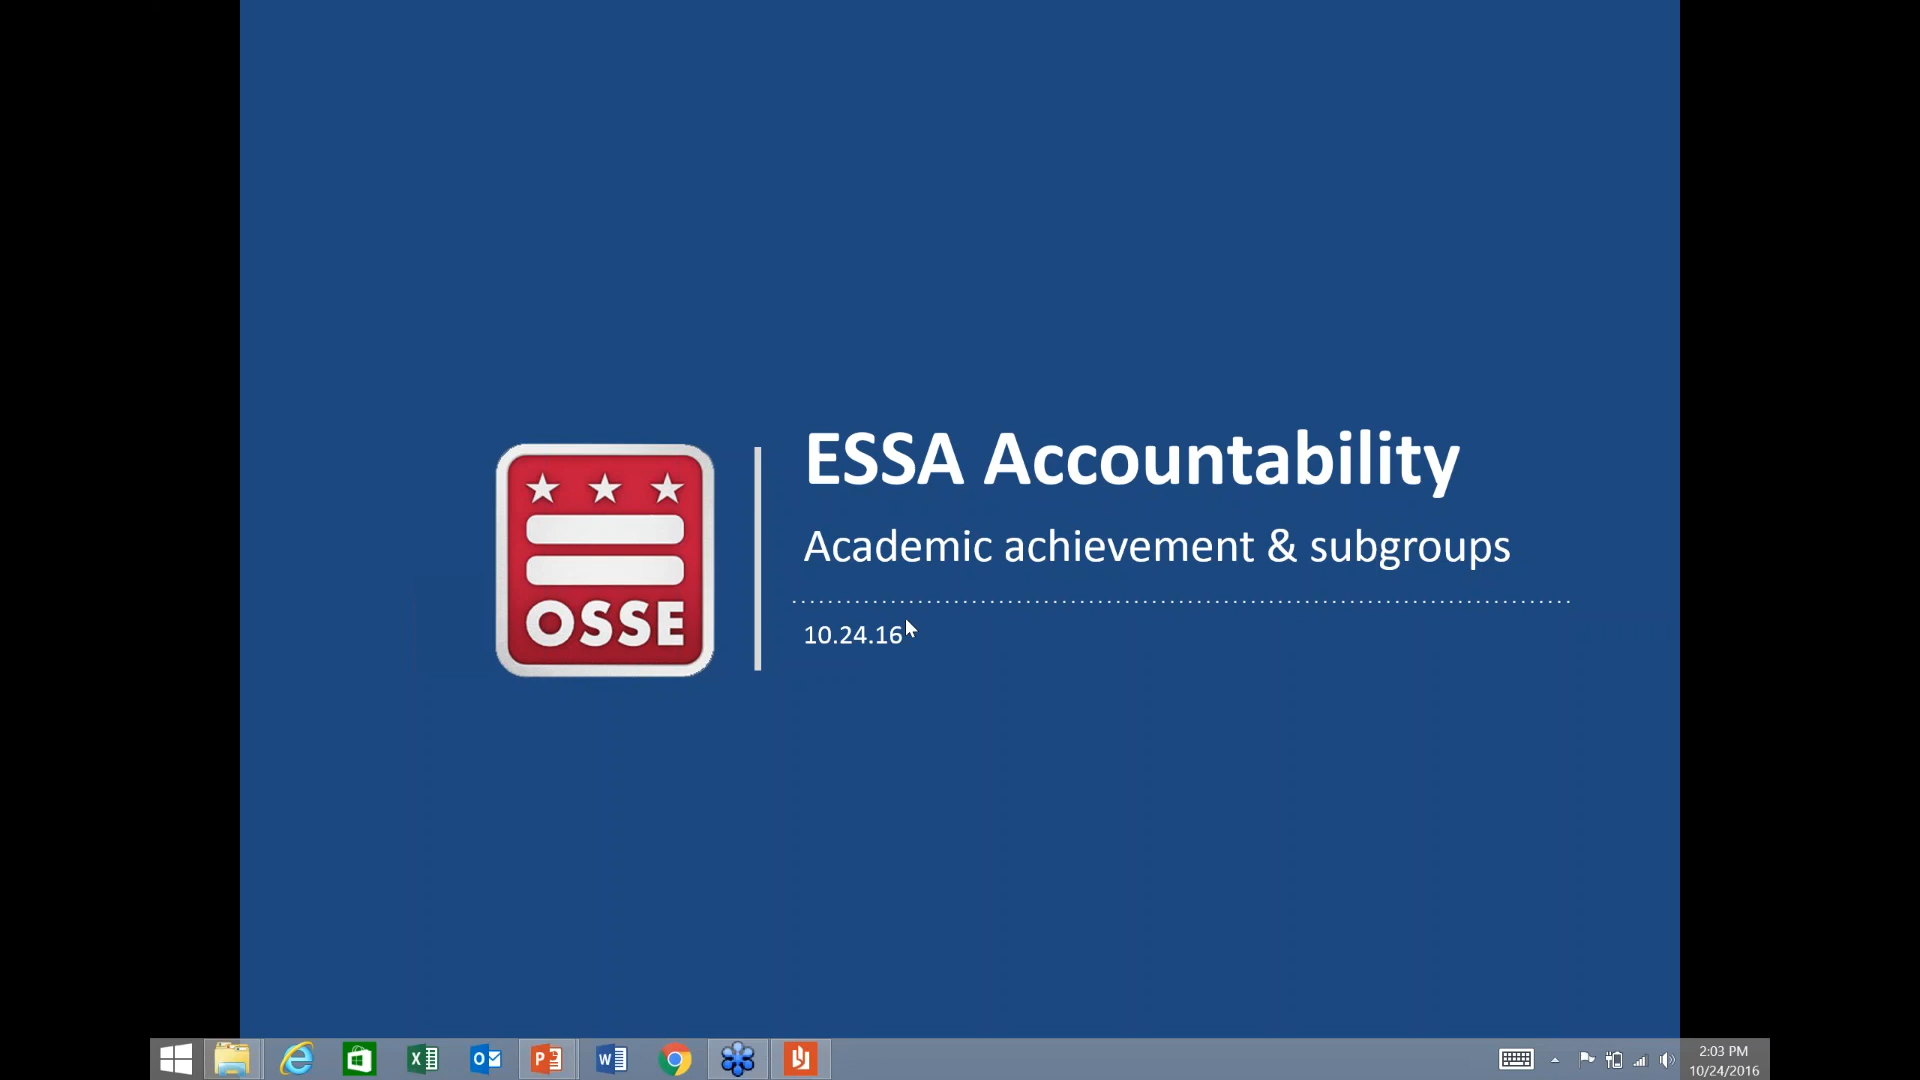 ESSA Accountability
Academic achievement & subgroups
OSSE
10.24.16
2:03 PM
10/24/2016